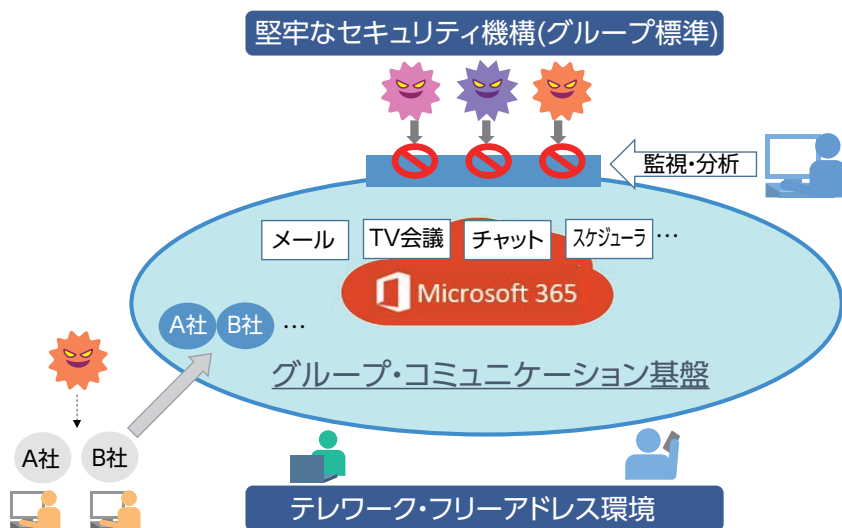 堅牢なセキュリティ機構(グループ標準)
監視・分析
メール
TV会議
チャット
スケジューラ
…
Microsoft 365
A社
B社
…
グループ・コミュニケーション基盤
A社
B社
テレワーク・フリーアドレス環境